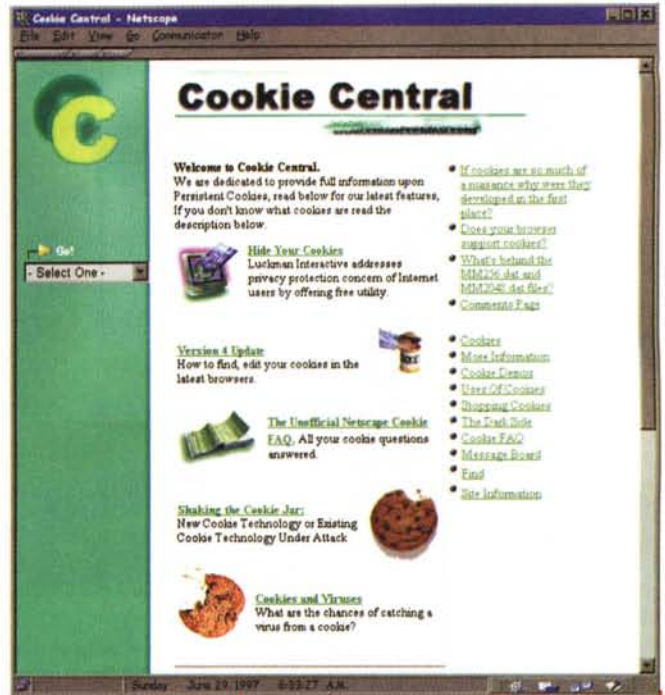 Cookie Central - Netscape
File Edit View Go Communicator Help
C
Go!
- Select One -
Cookie Central
Welcome to Cookie Central.
We are dedicated to provide full information upon
Persistent Cookies, read below for our latest features,
If you don't know what cookies are read the
description below.
Hide Your Cookies
Luckman Interactive addresses
privacy protection concern of Internet
users by offering free utility.
Version 4 Update
How to find, edit your cookies in the
latest browsers.
The Unofficial Netscape Cookie
FAQ. All your cookie questions
answered.
Shaking the Cookie Jar:
New Cookie Technology or Existing
Cookie Technology Under Attack
Cookies and Viruses
What are the chances of catching a
virus from a cookie?
If cookies are so much of
a nuisance why were they
developed in the first
place?
Does your browser
support cookies?
What's behind the
MM256 dat and
MM2048 dat files?
Comments Page
Cookies
More Information
Cookie Demos
Uses Of Cookies
Stopping Cookies
The Dark Side
Cookie FAQ
Message Board
Find
Site Information
Sunday June 29, 1997 6:33:27 A.M.